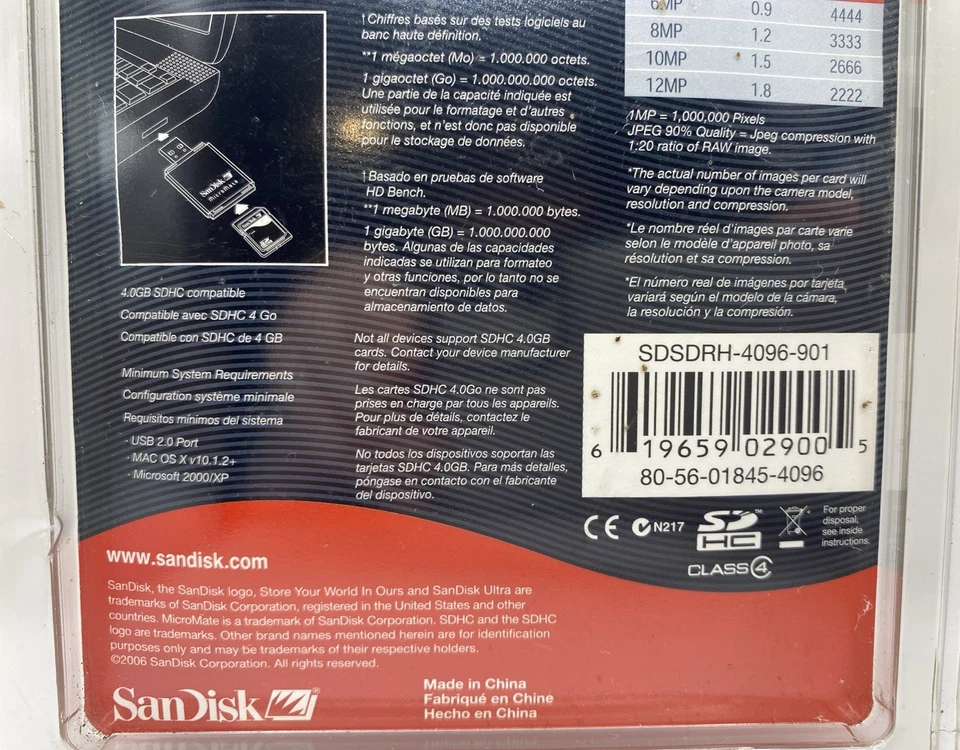 SanDisk
MicroMate
SanDisk
4.0GB SDHC compatible
Compatible avec SDHC 4 Go
Compatible con SDHC de 4 GB
Minimum System Requirements
Configuration système minimale
Requisitos mínimos del sistema
· USB 2.0 Port
· MAC OS X v10.1.2+
· Microsoft 2000/XP
†Chiffres basés sur des tests logiciels au
banc haute définition.
**1 mégaoctet (Mo) = 1.000.000 octets.
1 gigaoctet (Go) = 1.000.000.000 octets.
Une partie de la capacité indiquée est
utilisée pour le formatage et d'autres
fonctions, et n'est donc pas disponible
pour le stockage de données.
†Basado en pruebas de software
HD Bench.
**1 megabyte (MB) = 1.000.000 bytes.
1 gigabyte (GB) = 1.000.000.000
bytes. Algunas de las capacidades
indicadas se utilizan para formateo
y otras funciones, por lo tanto no se
encuentran disponibles para
almacenamiento de datos.
Not all devices support SDHC 4.0GB
cards. Contact your device manufacturer
for details.
Les cartes SDHC 4.0Go ne sont pas
prises en charge par tous les appareils.
Pour plus de détails, contactez le
fabricant de votre appareil.
No todos los dispositivos soportan las
tarjetas SDHC 4.0GB. Para más detalles,
póngase en contacto con el fabricante
del dispositivo.
6MP 0.9 4444
8MP 1.2 3333
10MP 1.5 2666
12MP 1.8 2222
1MP = 1,000,000 Pixels
JPEG 90% Quality = Jpeg compression with
1:20 ratio of RAW image.
*The actual number of images per card will
vary depending upon the camera model,
resolution and compression.
*Le nombre réel d'images par carte varie
selon le modèle d'appareil photo, sa
résolution et sa compression.
*El número real de imágenes por tarjeta,
variará según el modelo de la cámara,
la resolución y la compresión.
SDSDRH-4096-901
6 19659 02900 5
80-56-01845-4096
CE N217 SDHC™
CLASS 4
For proper
disposal,
see inside
instructions.
www.sandisk.com
SanDisk, the SanDisk logo, Store Your World In Ours and SanDisk Ultra are
trademarks of SanDisk Corporation, registered in the United States and other
countries. MicroMate is a trademark of SanDisk Corporation. SDHC and the SDHC
logo are trademarks. Other brand names mentioned herein are for identification
purposes only and may be trademarks of their respective holders.
©2006 SanDisk Corporation. All rights reserved.
SanDisk®
Made in China
Fabriqué en Chine
Hecho en China